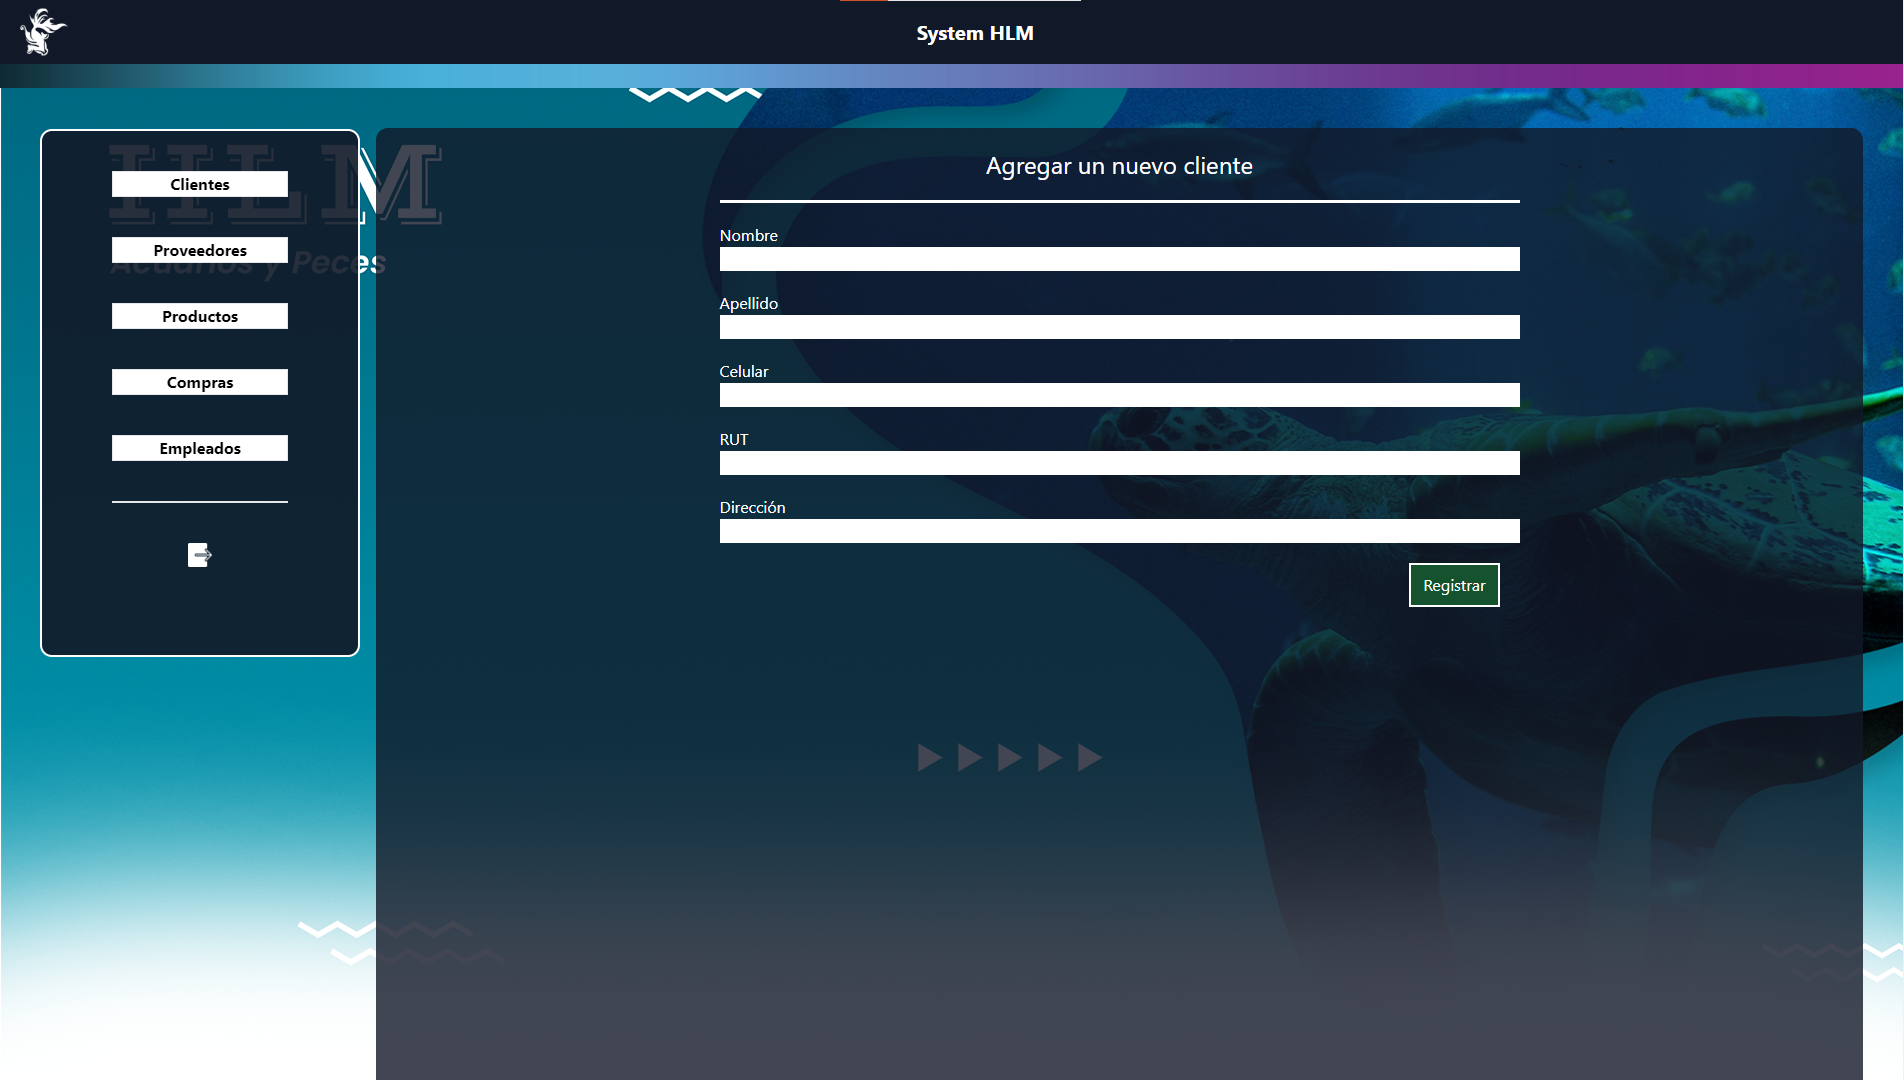 System HLM
HLM
Acuarios y Peces
Clientes
Proveedores
Productos
Compras
Empleados
Agregar un nuevo cliente
Nombre
Apellido
Celular
RUT
Dirección
Registrar